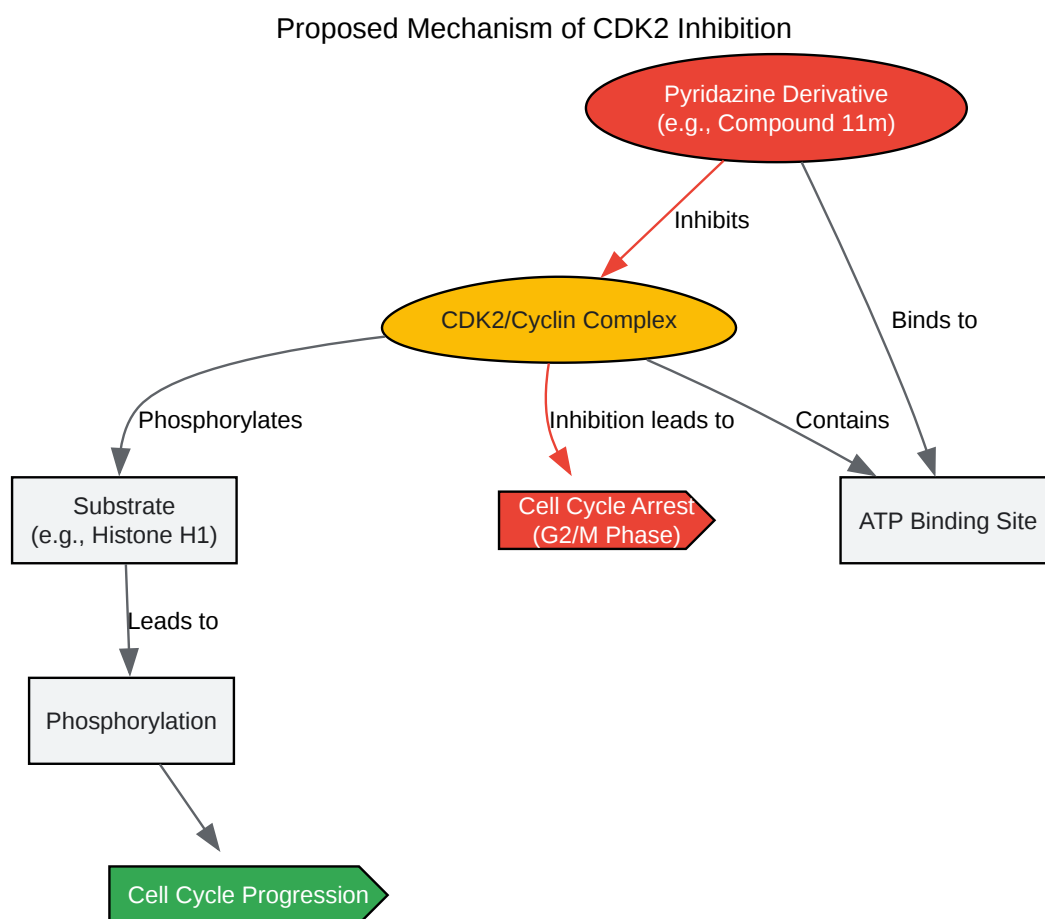 Proposed Mechanism of CDK2 Inhibition
Pyridazine Derivative
(e.g., Compound 11m)
Inhibits
Binds to
CDK2/Cyclin Complex
Phosphorylates
Inhibition leads to
Contains
Substrate
(e.g., Histone H1)
Cell Cycle Arrest
(G2/M Phase)
ATP Binding Site
Leads to
Phosphorylation
Cell Cycle Progression